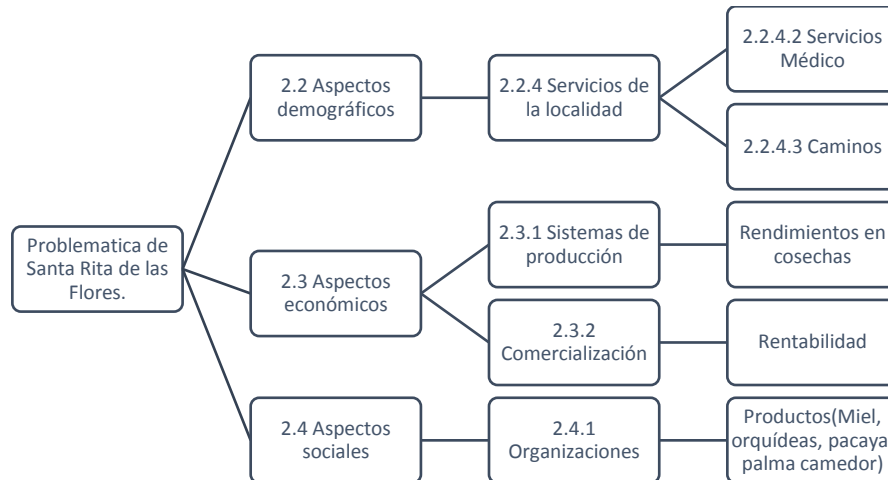 Problematica de
Santa Rita de las
Flores.
2.2 Aspectos
demográficos
2.2.4 Servicios de
la localidad
2.2.4.2 Servicios
Médico
2.2.4.3 Caminos
2.3 Aspectos
económicos
2.3.1 Sistemas de
producción
Rendimientos en
cosechas
2.3.2
Comercialización
Rentabilidad
2.4 Aspectos
sociales
2.4.1
Organizaciones
Productos(Miel,
orquídeas, pacaya
palma camedor)